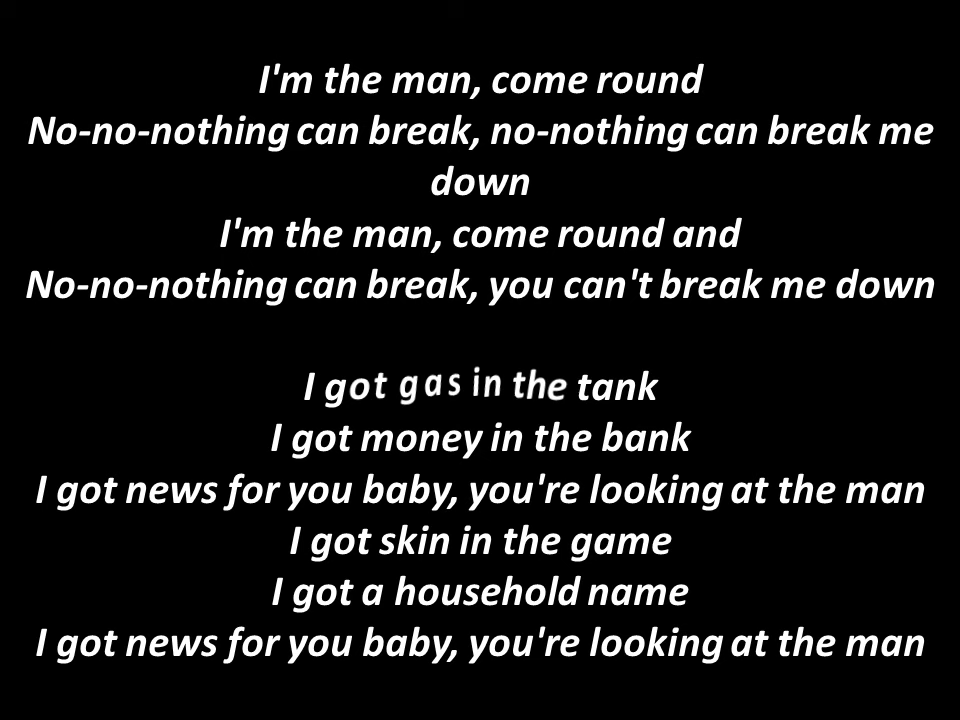 I'm the man, come round
No-no-nothing can break, no-nothing can break me
down
I'm the man, come round and
No-no-nothing can break, you can't break me down
I got gas in the tank
I got money in the bank
I got news for you baby, you're looking at the man
I got skin in the game
I got a household name
I got news for you baby, you're looking at the man